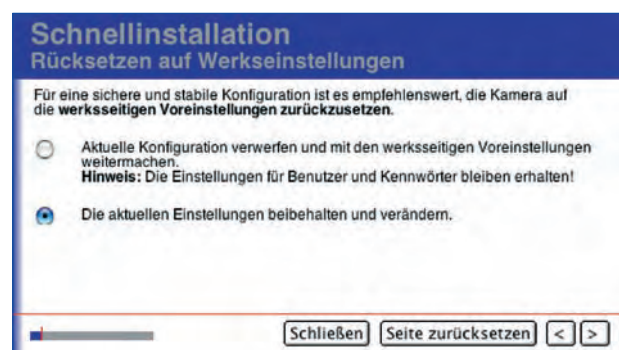 Schnellinstallation
Rücksetzen auf Werkseinstellungen
Für eine sichere und stabile Konfiguration ist es empfehlenswert, die Kamera auf
die werksseitigen Voreinstellungen zurückzusetzen.
Aktuelle Konfiguration verwerfen und mit den werksseitigen Voreinstellungen
weitermachen.
Hinweis: Die Einstellungen für Benutzer und Kennwörter bleiben erhalten!
Die aktuellen Einstellungen beibehalten und verändern.
Schließen Seite zurücksetzen < >